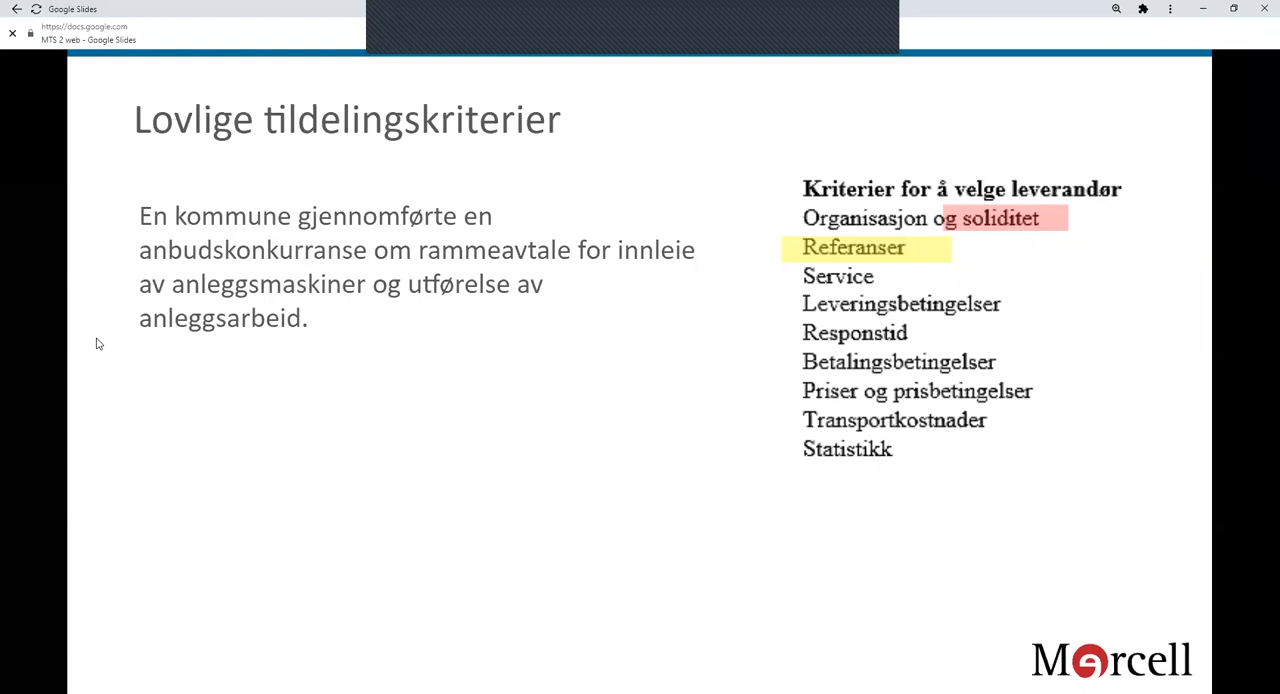 Google Slides
https://docs.google.com
MTS 2 web - Google Slides
Lovlige tildelingskriterier
En kommune gjennomførte en
anbudskonkurranse om rammeavtale for innleie
av anleggsmaskiner og utførelse av
anleggsarbeid.
Kriterier for å velge leverandør
Organisasjon og soliditet
Referanser
Service
Leveringsbetingelser
Responstid
Betalingsbetingelser
Priser og prisbetingelser
Transportkostnader
Statistikk
Mercell